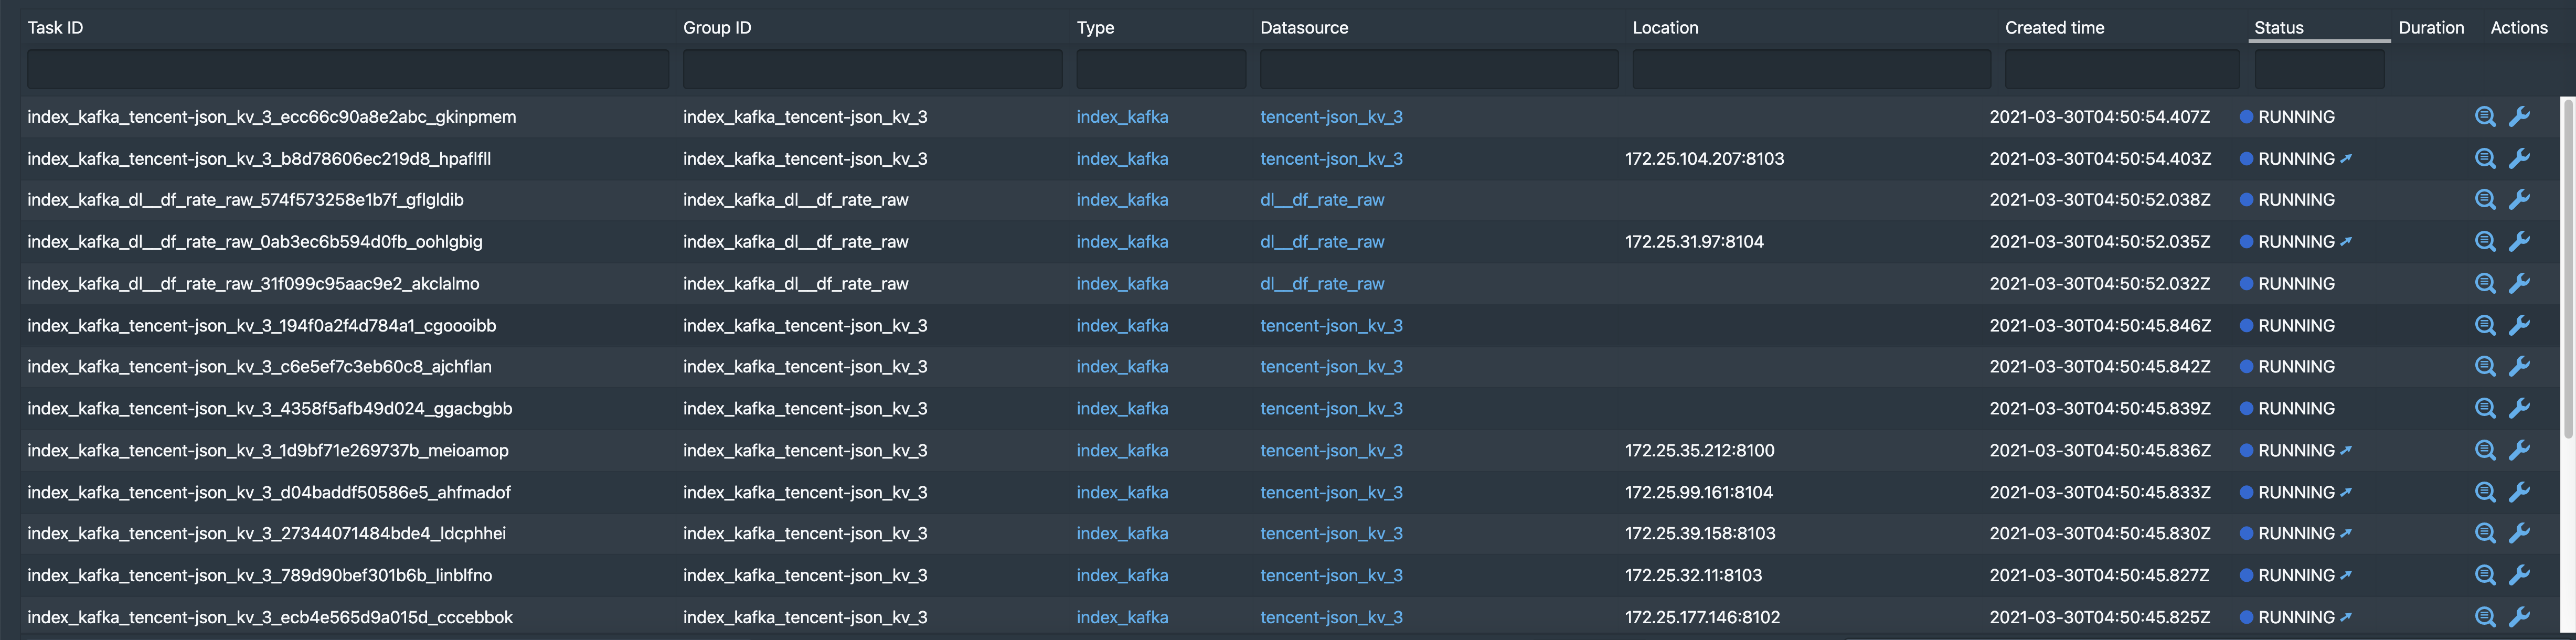 Task ID Group ID Type Datasource Location Created time Status Duration Actions
index_kafka_tencent-json_kv_3_ecc66c90a8e2abc_gkinpmem index_kafka_tencent-json_kv_3 index_kafka tencent-json_kv_3 2021-03-30T04:50:54.407Z RUNNING
index_kafka_tencent-json_kv_3_b8d78606ec219d8_hpaflfll index_kafka_tencent-json_kv_3 index_kafka tencent-json_kv_3 172.25.104.207:8103 2021-03-30T04:50:54.403Z RUNNING
index_kafka_dl__df_rate_raw_574f573258e1b7f_gflgldib index_kafka_dl__df_rate_raw index_kafka dl__df_rate_raw 2021-03-30T04:50:52.038Z RUNNING
index_kafka_dl__df_rate_raw_0ab3ec6b594d0fb_oohlgbig index_kafka_dl__df_rate_raw index_kafka dl__df_rate_raw 172.25.31.97:8104 2021-03-30T04:50:52.035Z RUNNING
index_kafka_dl__df_rate_raw_31f099c95aac9e2_akclalmo index_kafka_dl__df_rate_raw index_kafka dl__df_rate_raw 2021-03-30T04:50:52.032Z RUNNING
index_kafka_tencent-json_kv_3_194f0a2f4d784a1_cgoooibb index_kafka_tencent-json_kv_3 index_kafka tencent-json_kv_3 2021-03-30T04:50:45.846Z RUNNING
index_kafka_tencent-json_kv_3_c6e5ef7c3eb60c8_ajchflan index_kafka_tencent-json_kv_3 index_kafka tencent-json_kv_3 2021-03-30T04:50:45.842Z RUNNING
index_kafka_tencent-json_kv_3_4358f5afb49d024_ggacbgbb index_kafka_tencent-json_kv_3 index_kafka tencent-json_kv_3 2021-03-30T04:50:45.839Z RUNNING
index_kafka_tencent-json_kv_3_1d9bf71e269737b_meioamop index_kafka_tencent-json_kv_3 index_kafka tencent-json_kv_3 172.25.35.212:8100 2021-03-30T04:50:45.836Z RUNNING
index_kafka_tencent-json_kv_3_d04baddf50586e5_ahfmadof index_kafka_tencent-json_kv_3 index_kafka tencent-json_kv_3 172.25.99.161:8104 2021-03-30T04:50:45.833Z RUNNING
index_kafka_tencent-json_kv_3_27344071484bde4_ldcphhei index_kafka_tencent-json_kv_3 index_kafka tencent-json_kv_3 172.25.39.158:8103 2021-03-30T04:50:45.830Z RUNNING
index_kafka_tencent-json_kv_3_789d90bef301b6b_linblfno index_kafka_tencent-json_kv_3 index_kafka tencent-json_kv_3 172.25.32.11:8103 2021-03-30T04:50:45.827Z RUNNING
index_kafka_tencent-json_kv_3_ecb4e565d9a015d_cccebbok index_kafka_tencent-json_kv_3 index_kafka tencent-json_kv_3 172.25.177.146:8102 2021-03-30T04:50:45.825Z RUNNING